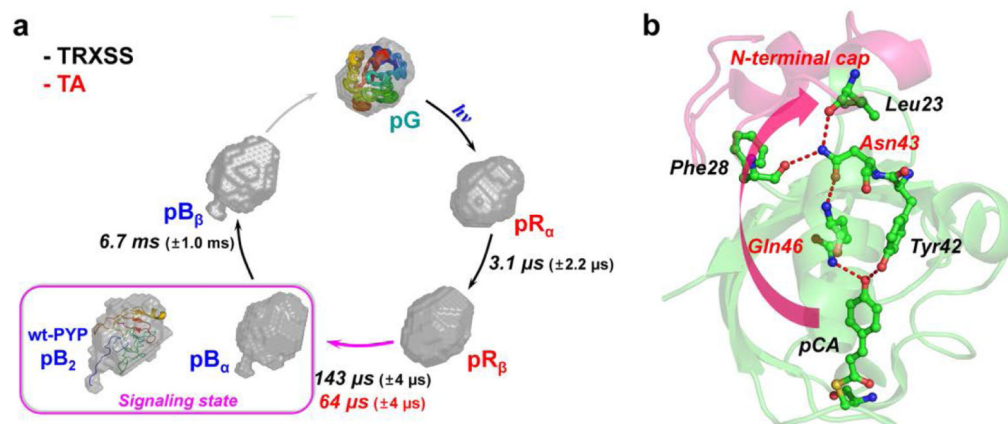 a
- TRXSS
- TA
pG
hν
pRα
3.1 µs (±2.2 µs)
pRβ
143 µs (±4 µs)
64 µs (±4 µs)
wt-PYP
pB2
pBα
Signaling state
6.7 ms (±1.0 ms)
pBβ
b
N-terminal cap
Leu23
Asn43
Phe28
Gln46
Tyr42
pCA